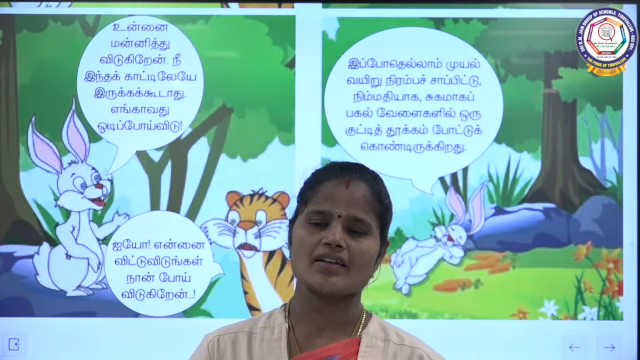 உன்னை
மன்னித்து
விடுகிறேன். நீ
இந்தக் காட்டிலேயே
இருக்கக்கூடாது.
எங்காவது
ஓடிப்போய்விடு!
ஐயோ! என்னை
விட்டுவிடுங்கள்
நான் போய்
விடுகிறேன்..!
இப்போதெல்லாம் முயல்
வயிறு நிரம்பச் சாப்பிட்டு,
நிம்மதியாக, சுகமாகப்
பகல் வேளைகளில் ஒரு
குட்டித் தூக்கம் போட்டுக்
கொண்டிருக்கிறது.